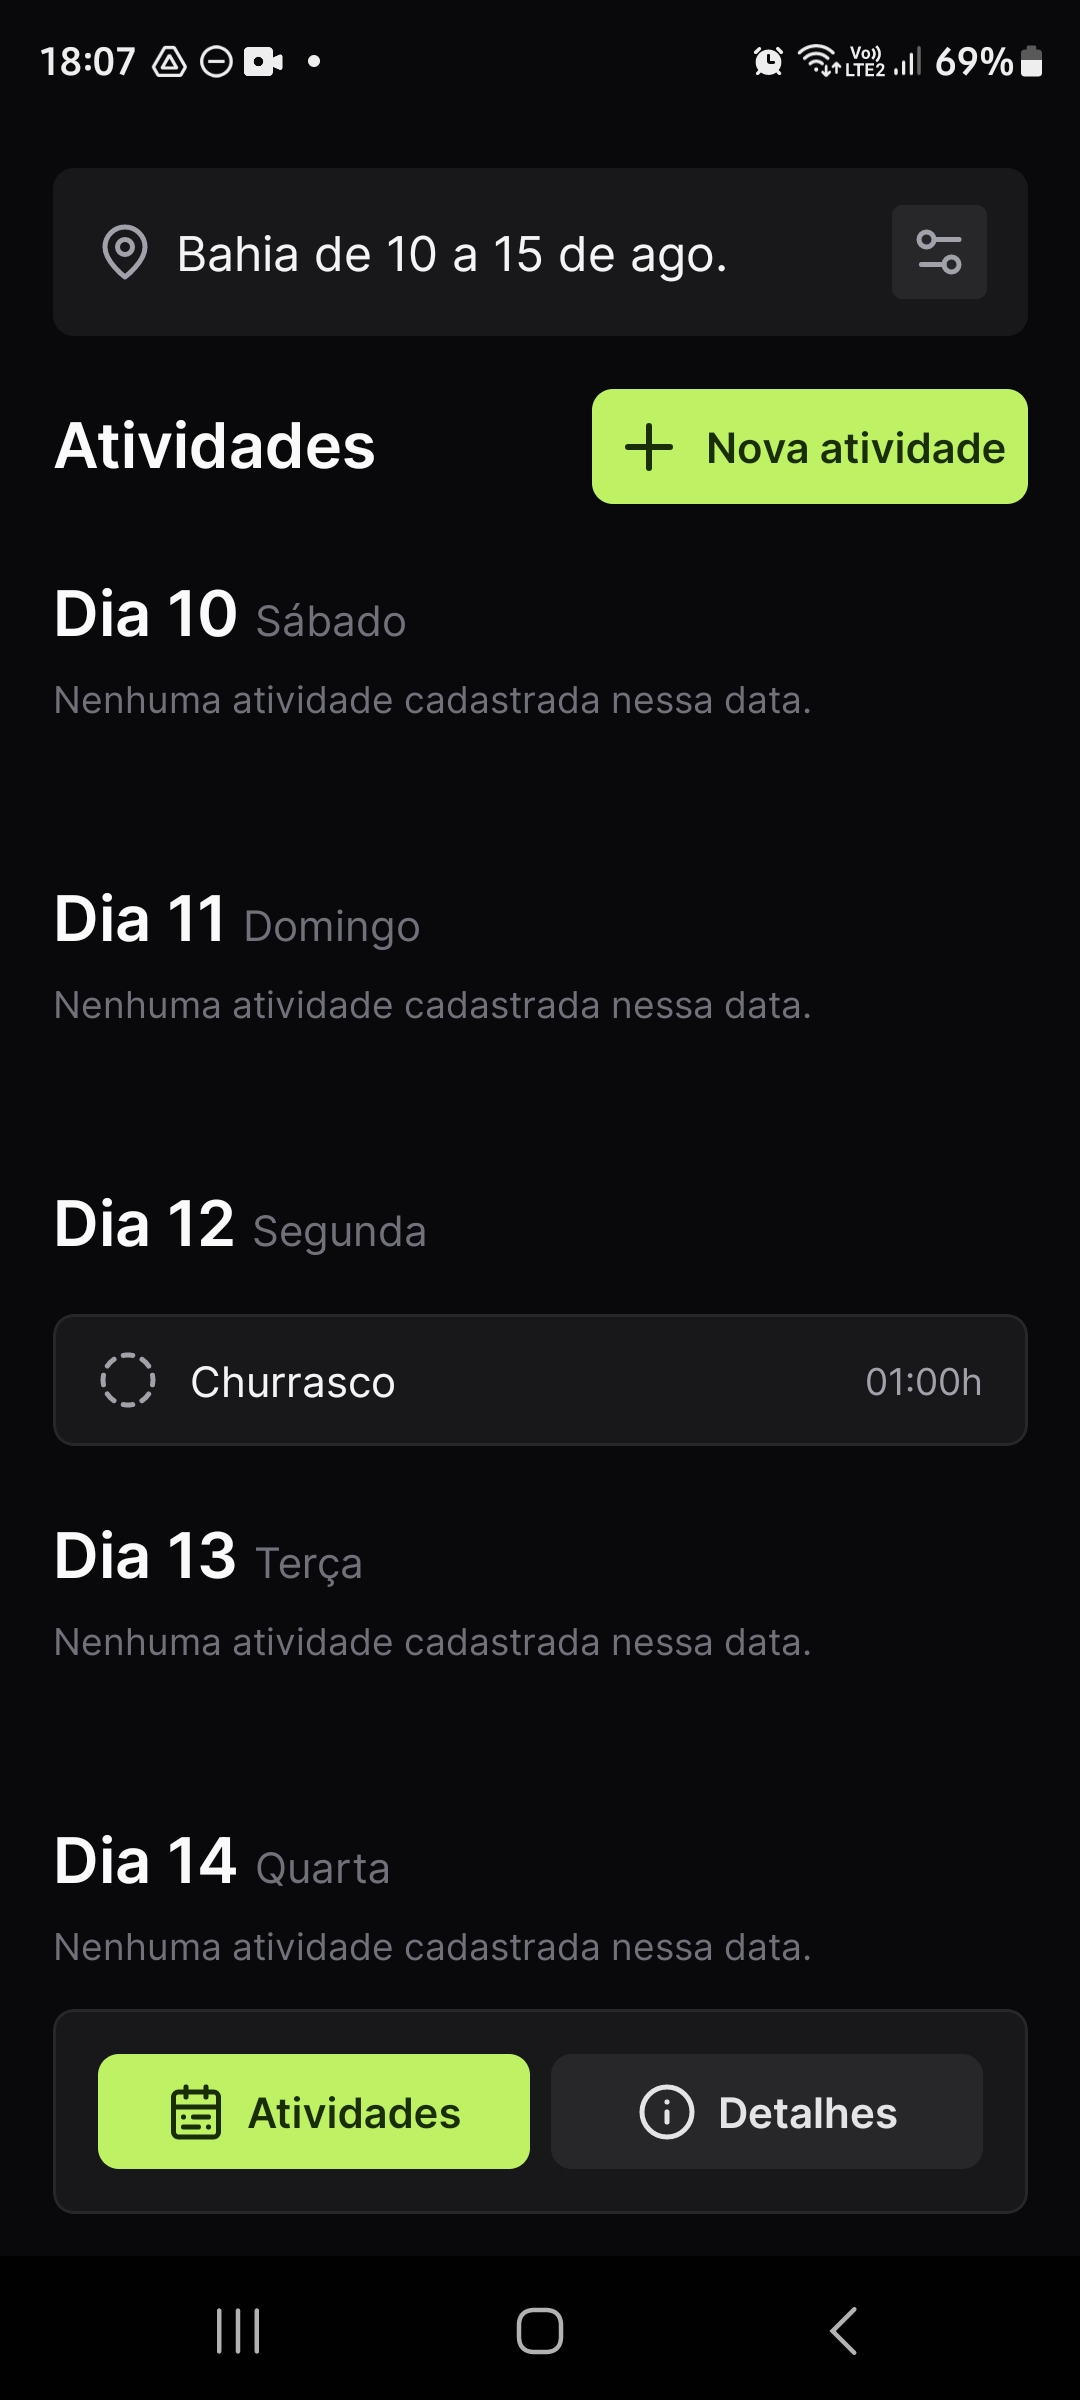 18:07
Vo)) LTE2 69%
Bahia de 10 a 15 de ago.
Atividades
Nova atividade
Dia 10 Sábado
Nenhuma atividade cadastrada nessa data.
Dia 11 Domingo
Nenhuma atividade cadastrada nessa data.
Dia 12 Segunda
Churrasco 01:00h
Dia 13 Terça
Nenhuma atividade cadastrada nessa data.
Dia 14 Quarta
Nenhuma atividade cadastrada nessa data.
Atividades
Detalhes